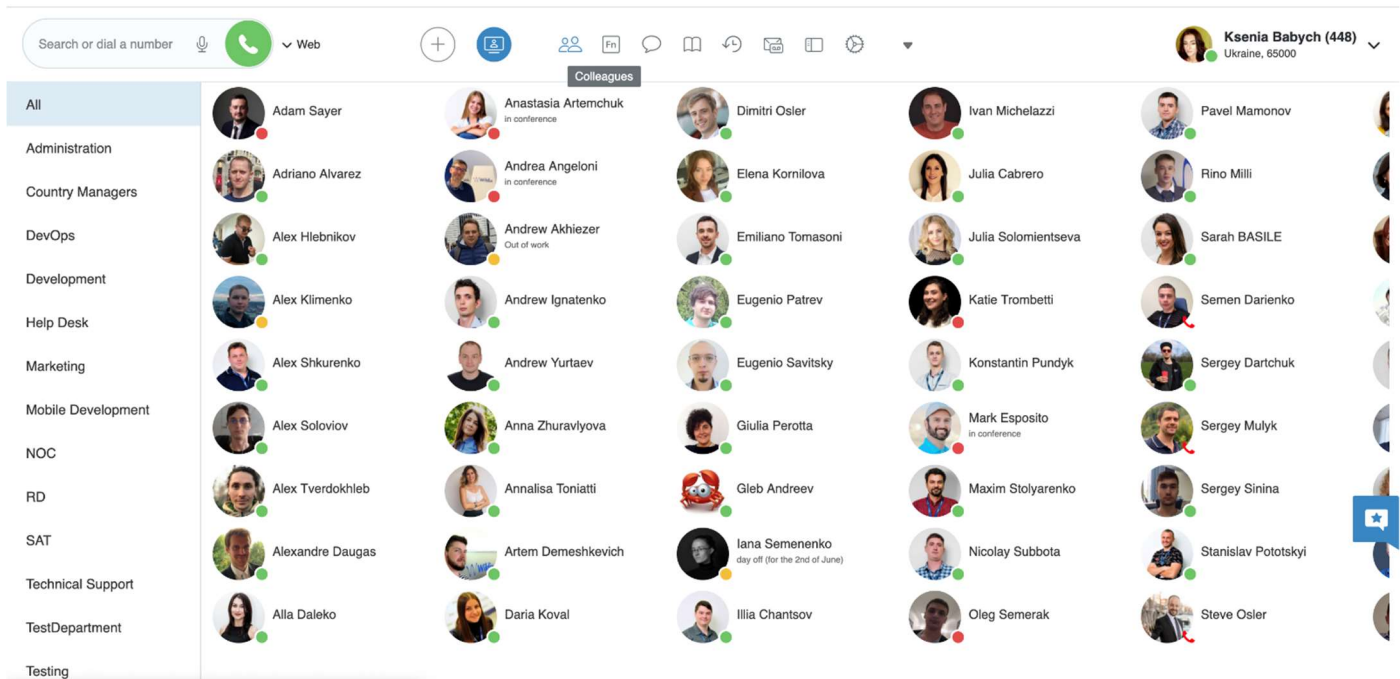 Search or dial a number
Web
Fn
Ksenia Babych (448)
Ukraine, 65000
Colleagues
All
Administration
Country Managers
DevOps
Development
Help Desk
Marketing
Mobile Development
NOC
RD
SAT
Technical Support
TestDepartment
Testing
Adam Sayer
Adriano Alvarez
Alex Hlebnikov
Alex Klimenko
Alex Shkurenko
Alex Soloviov
Alex Tverdokhleb
Alexandre Daugas
Alla Daleko
Anastasia Artemchuk
in conference
Andrea Angeloni
in conference
Andrew Akhiezer
Out of work
Andrew Ignatenko
Andrew Yurtaev
Anna Zhuravlyova
Annalisa Toniatti
Artem Demeshkevich
Daria Koval
Dimitri Osler
Elena Kornilova
Emiliano Tomasoni
Eugenio Patrev
Eugenio Savitsky
Giulia Perotta
Gleb Andreev
Iana Semenenko
day off (for the 2nd of June)
Illia Chantsov
Ivan Michelazzi
Julia Cabrero
Julia Solomientseva
Katie Trombetti
Konstantin Pundyk
Mark Esposito
in conference
Maxim Stolyarenko
Nicolay Subbota
Oleg Semerak
Pavel Mamonov
Rino Milli
Sarah BASILE
Semen Darienko
Sergey Dartchuk
Sergey Mulyk
Sergey Sinina
Stanislav Pototskyi
Steve Osler